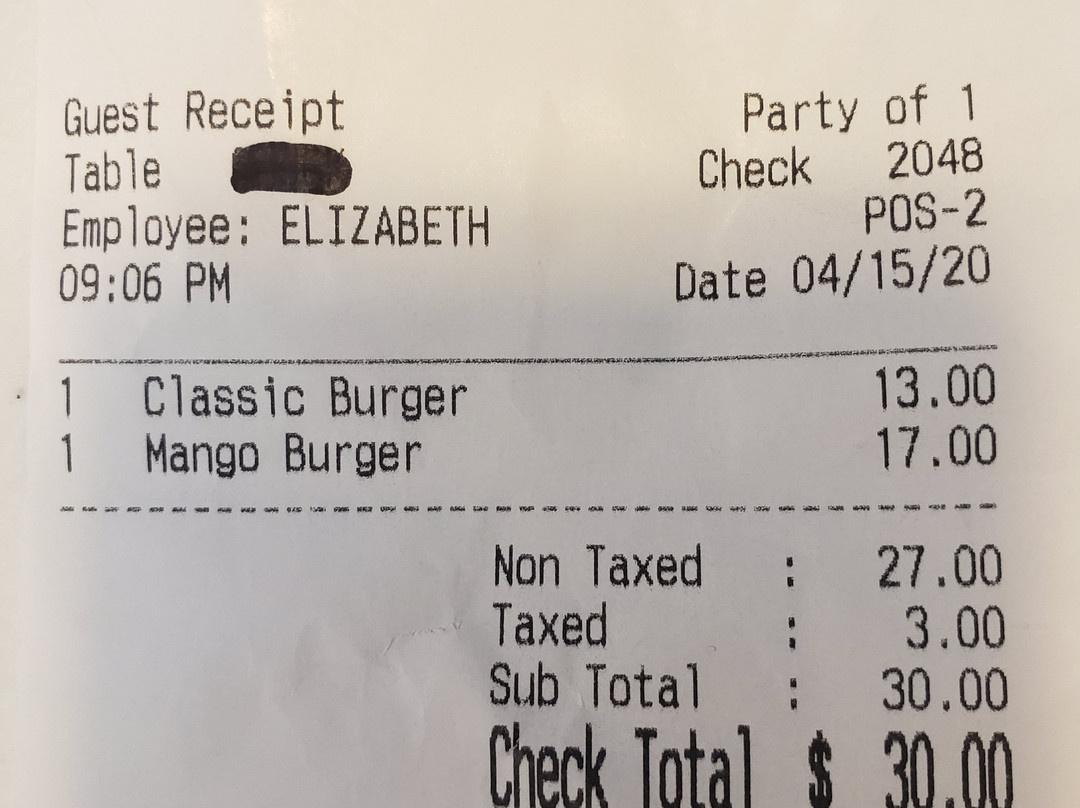 Guest Receipt Party of 1
Table Check 2048
Employee: ELIZABETH POS-2
09:06 PM Date 04/15/20
1 Classic Burger 13.00
1 Mango Burger 17.00
Non Taxed : 27.00
Taxed : 3.00
Sub Total : 30.00
Check Total $ 30.00